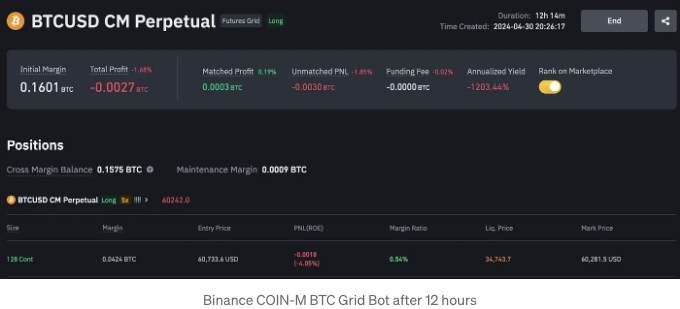 BTCUSD CM Perpetual Futures Grid Long
Duration: 12h 14m
Time Created: 2024-04-30 20:26:17
End
Initial Margin
0.1601 BTC
Total Profit -1.68%
-0.0027 BTC
Matched Profit 0.19%
0.0003 BTC
Unmatched PNL -1.85%
-0.0030 BTC
Funding Fee -0.02%
-0.0000 BTC
Annualized Yield
-1203.44%
Rank on Marketplace
Positions
Cross Margin Balance 0.1575 BTC Maintenance Margin 0.0009 BTC
BTCUSD CM Perpetual Long 5x 60242.0
Size Margin Entry Price PNL(ROE) Margin Ratio Liq. Price Mark Price
128 Cont 0.0424 BTC 60,733.6 USD -0.0018 (-4.05%) 0.54% 34,743.7 60,281.5 USD
Binance COIN-M BTC Grid Bot after 12 hours